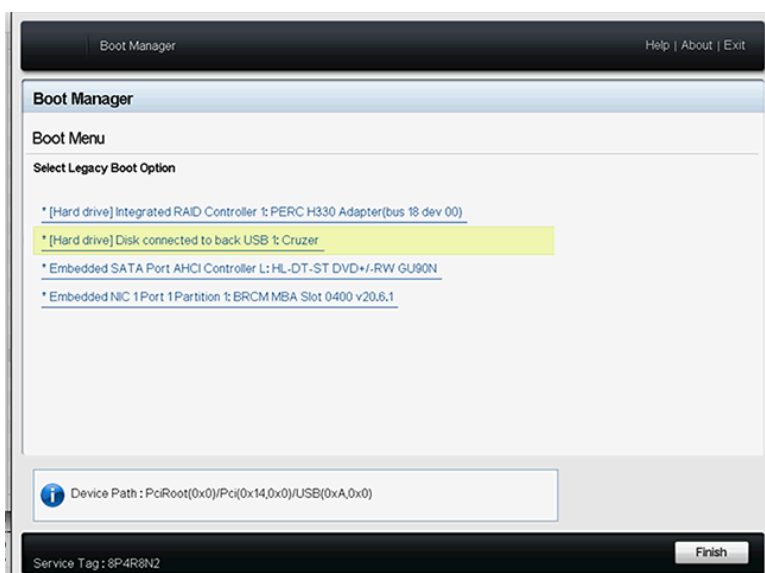 Boot Manager
Help | About | Exit
Boot Manager
Boot Menu
Select Legacy Boot Option
* [Hard drive] Integrated RAID Controller 1: PERC H330 Adapter(bus 18 dev 00)
* [Hard drive] Disk connected to back USB 1: Cruzer
* Embedded SATA Port AHCI Controller L: HL-DT-ST DVD+/-RW GU90N
* Embedded NIC 1 Port 1 Partition 1: BRCM MBA Slot 0400 v20.6.1
Device Path : PciRoot(0x0)/Pci(0x14,0x0)/USB(0xA,0x0)
Service Tag : 8P4R8N2
Finish